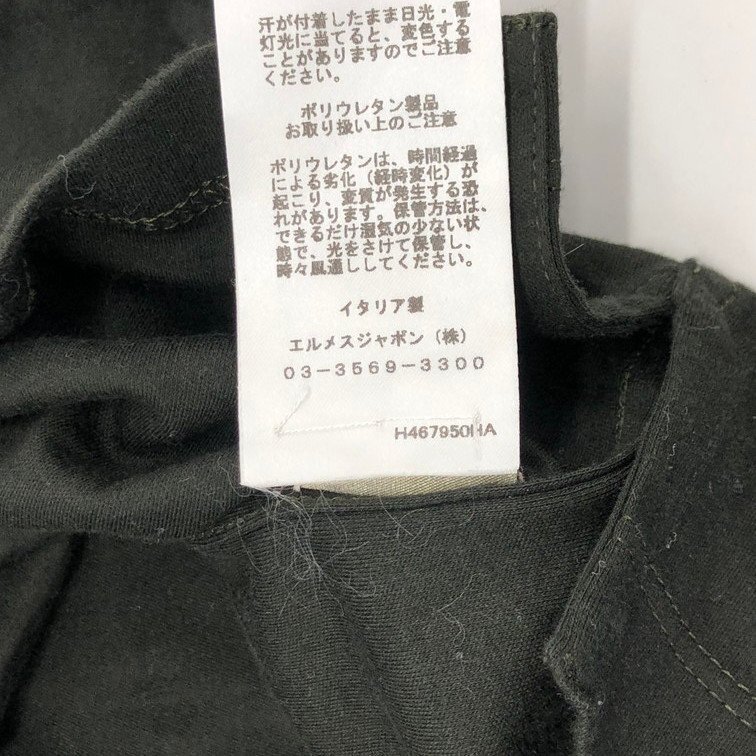 汗が付着したまま日光・電
灯光に当てると、変色する
ことがありますのでご注意
ください。
ポリウレタン製品
お取り扱い上のご注意
ポリウレタンは、時間経過
による劣化（経時変化）が
起こり、変質が発生する恐
れがあります。保管方法は、
できるだけ湿気の少ない状
態で、光をさけて保管し、
時々風通ししてください。
イタリア製
エルメスジャポン（株）
03-3569-3300
H467950HA